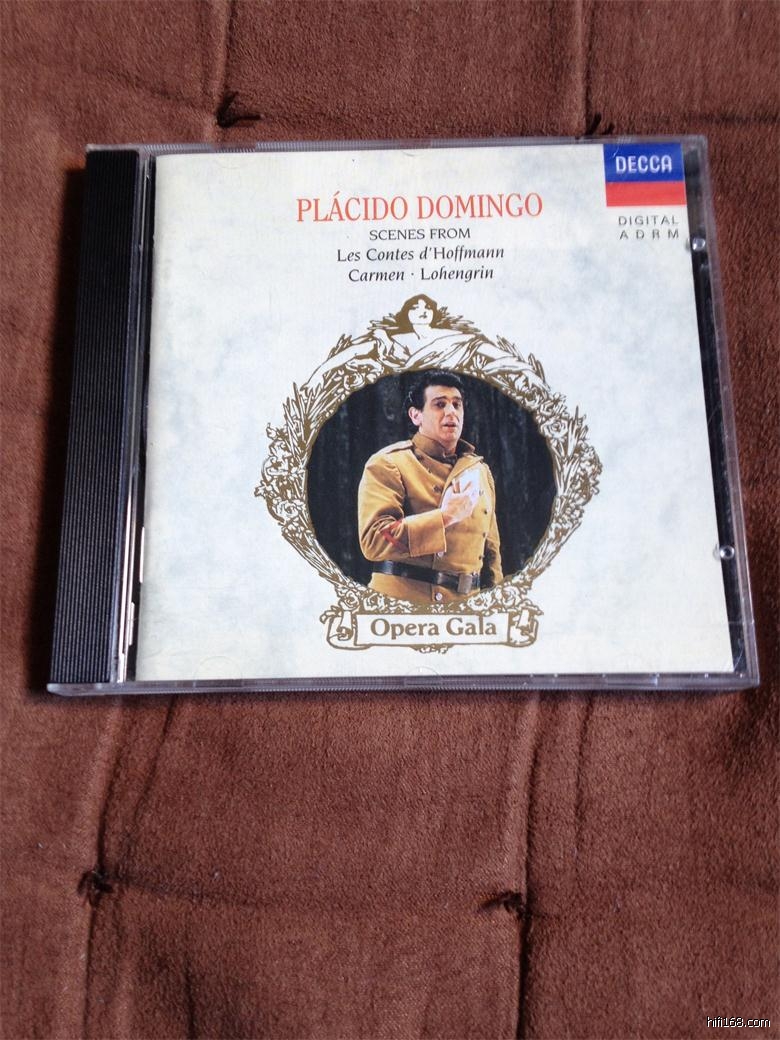 DECCA
DIGITAL
ADRM
PLÁCIDO DOMINGO
SCENES FROM
Les Contes d'Hoffmann
Carmen · Lohengrin
Opera Gala
hifi168.com